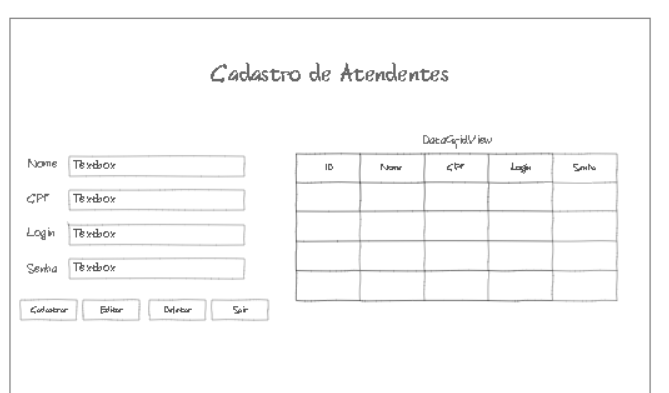 Cadastro de Atendentes
DataGridView
Nome Textbox
CPF Textbox
Login Textbox
Senha Textbox
Cadastrar Editar Deletar Sair
ID Nome CPF Login Senha